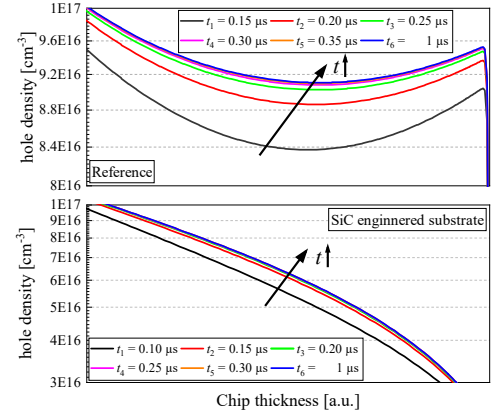 1E17
t1 = 0.15 µs t2 = 0.20 µs t3 = 0.25 µs
t4 = 0.30 µs t5 = 0.35 µs t6 = 1 µs
9.6E16
9.2E16
8.8E16
8.4E16
8E16
hole density [cm-3]
t
Reference
1E17
9E16
8E16
7E16
6E16
5E16
4E16
3E16
hole density [cm-3]
SiC enginnered substrate
t
t1 = 0.10 µs t2 = 0.15 µs t3 = 0.20 µs
t4 = 0.25 µs t5 = 0.30 µs t6 = 1 µs
Chip thickness [a.u.]